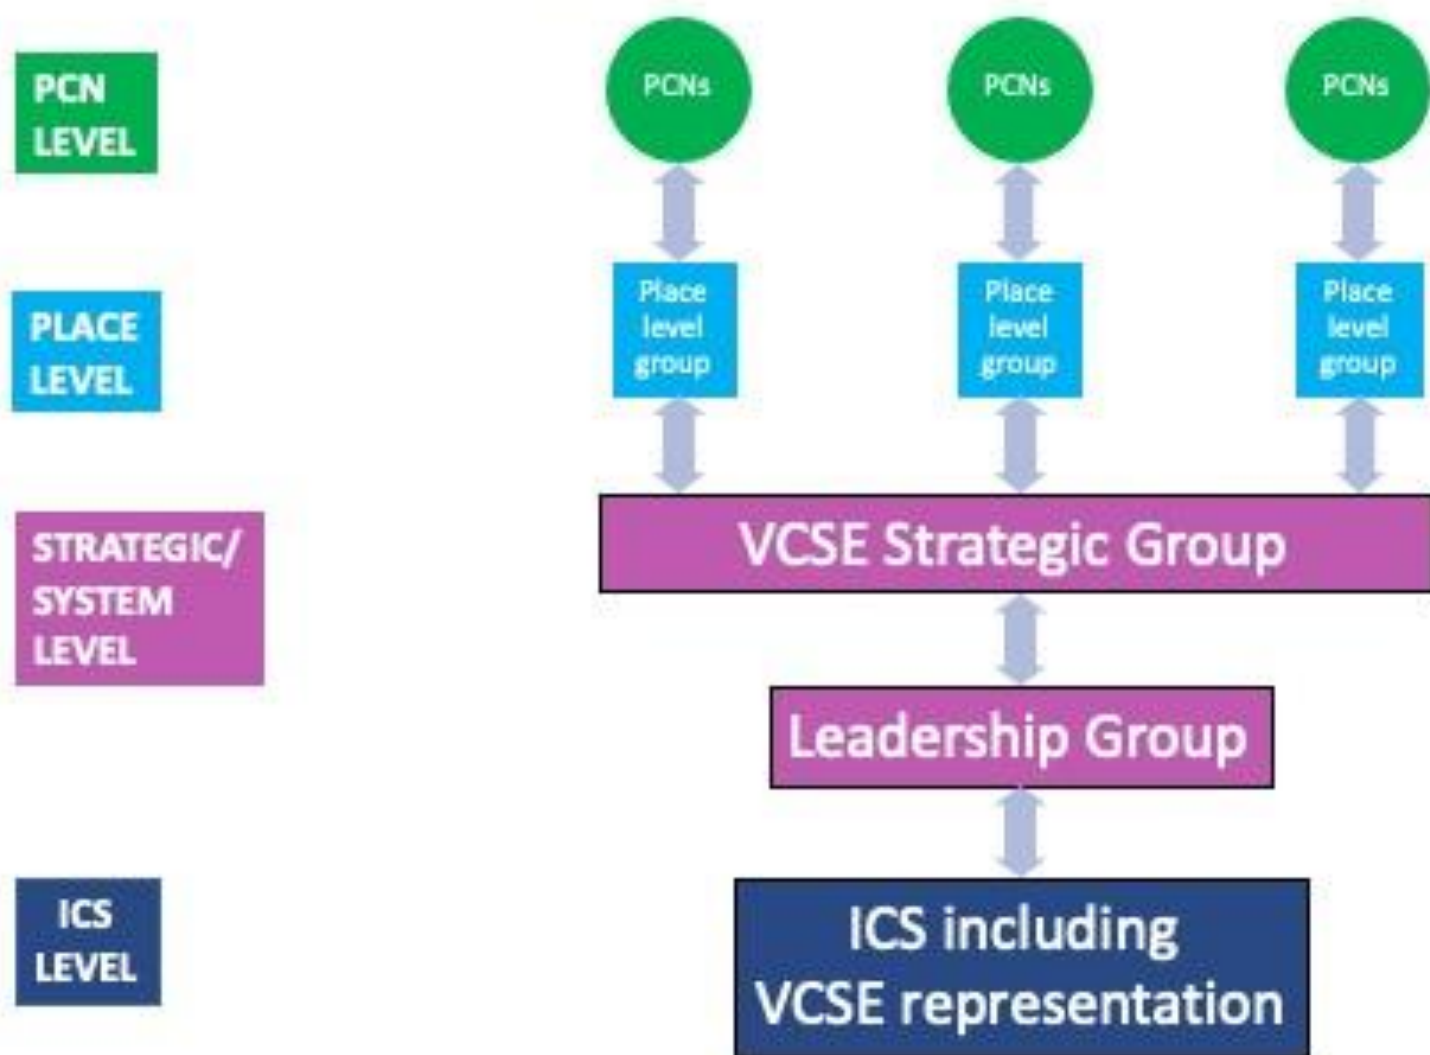 PCN
LEVEL
PCNs
PCNs
PCNs
PLACE
LEVEL
Place
level
group
Place
level
group
Place
level
group
STRATEGIC/
SYSTEM
LEVEL
VCSE Strategic Group
Leadership Group
ICS
LEVEL
ICS including
VCSE representation